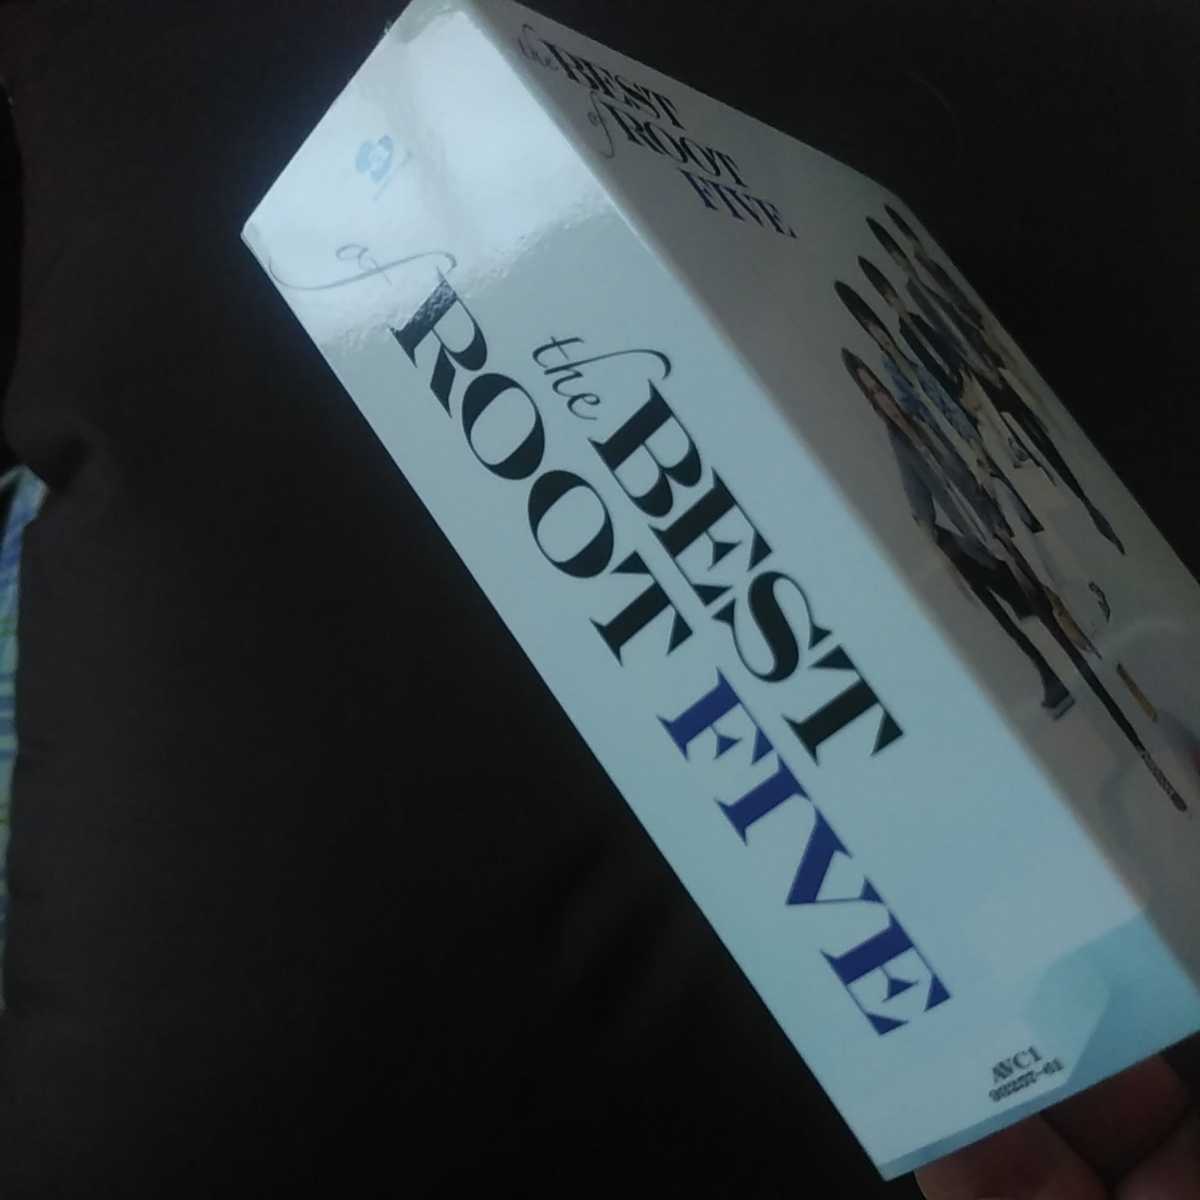 the BEST
of ROOT
FIVE
the BEST
of ROOT FIVE
AVC1